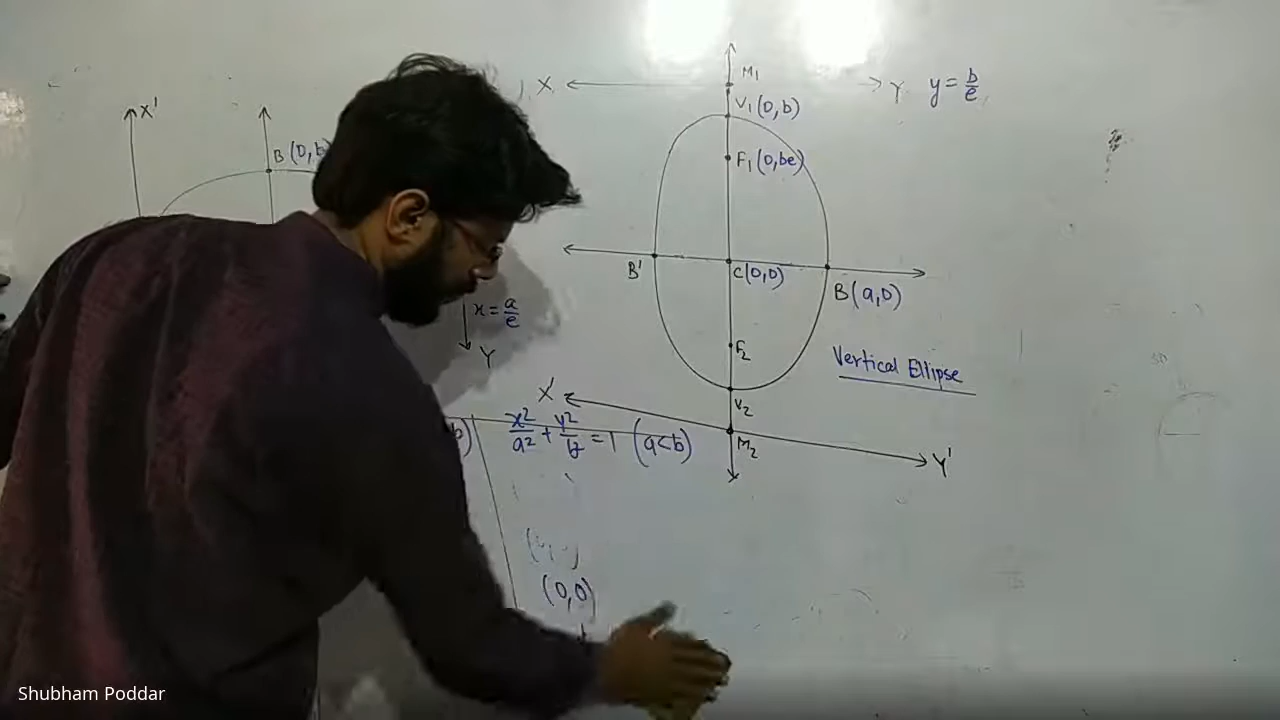 X'
B(0,b
x = a/e
Y
X
M₁
Y
y = b/e
V₁(0,b)
F₁(0,be)
B'
C(0,0)
B(a,0)
F₂
Vertical Ellipse
X'
V₂
M₂
Y'
b)
x²/a² + y²/b² = 1 (a<b)
(0,0)
Shubham Poddar